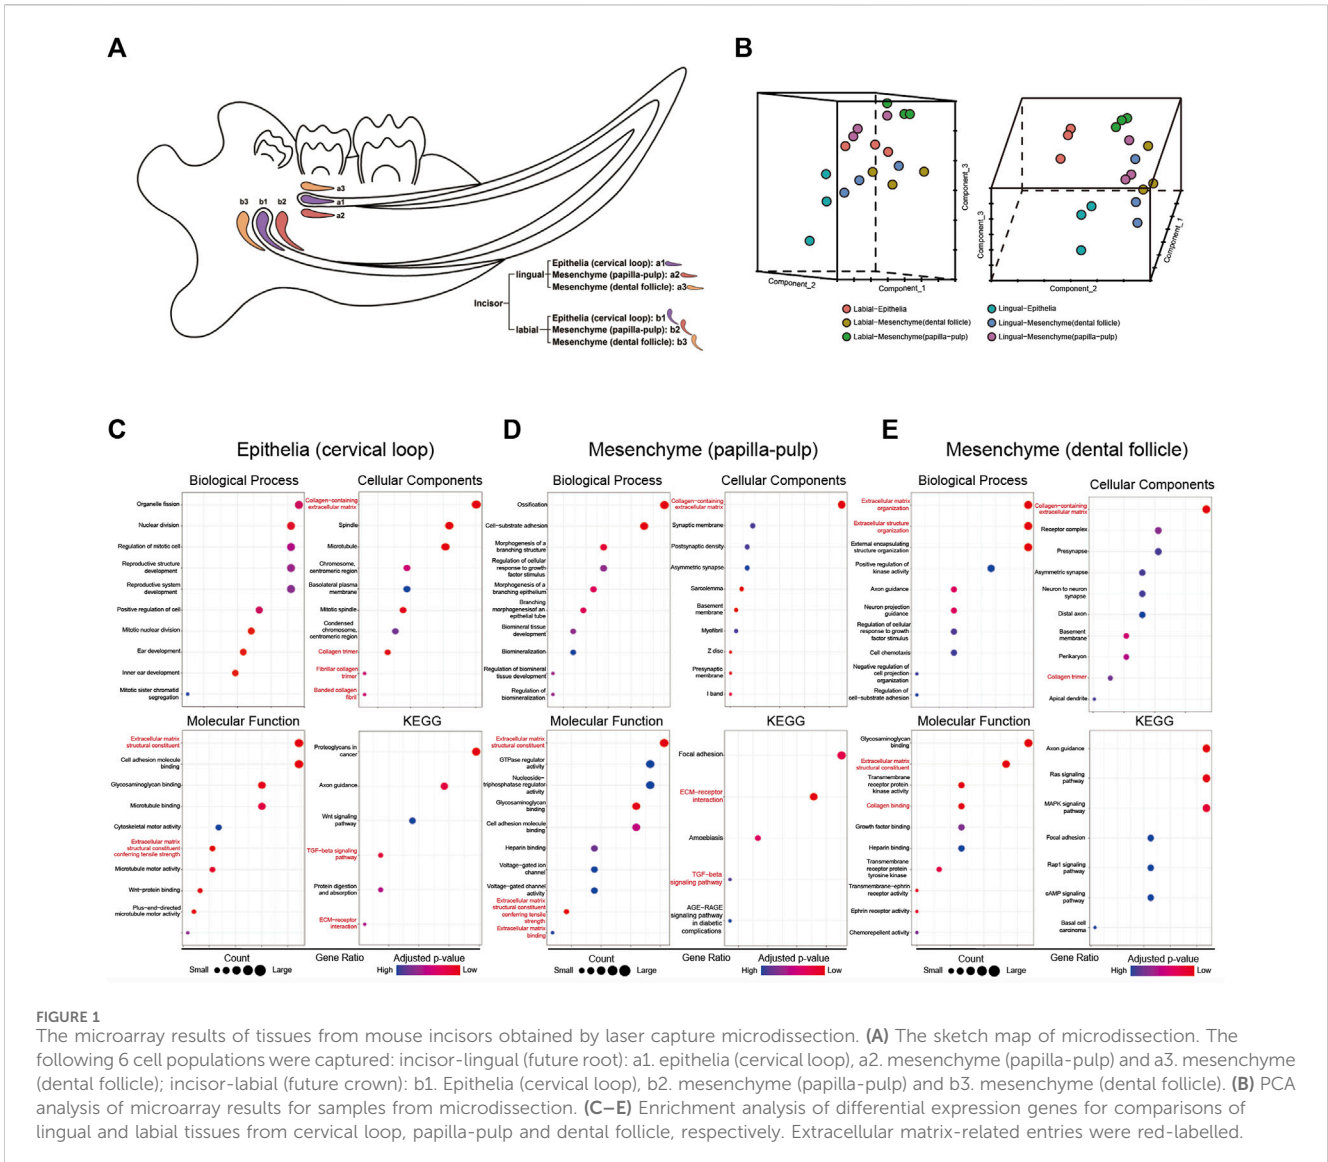 A
a3
a1
a2
b3 b1 b2
Incisor
lingual
Epithelia (cervical loop): a1
Mesenchyme (papilla-pulp): a2
Mesenchyme (dental follicle): a3
labial
Epithelia (cervical loop): b1
Mesenchyme (papilla-pulp): b2
Mesenchyme (dental follicle): b3
B
Component_3
Component_2
Component_1
Component_3
Component_1
Component_2
Labial-Epithelia
Labial-Mesenchyme(dental follicle)
Labial-Mesenchyme(papilla-pulp)
Lingual-Epithelia
Lingual-Mesenchyme(dental follicle)
Lingual-Mesenchyme(papilla-pulp)
C
Epithelia (cervical loop)
Biological Process
Organelle fission
Nuclear division
Regulation of mitotic cell
Reproductive structure
development
Reproductive system
development
Positive regulation of cell
Mitotic nuclear division
Ear development
Inner ear development
Mitotic sister chromatid
segregation
Cellular Components
Collagen-containing
extracellular matrix
Spindle
Microtubule
Chromosome,
centromeric region
Basolateral plasma
membrane
Mitotic spindle
Condensed
chromosome,
centromeric region
Collagen trimer
Fibrillar collagen
trimer
Banded collagen
fibril
Molecular Function
Extracellular matrix
structural constituent
Cell adhesion molecule
binding
Glycosaminoglycan binding
Microtubule binding
Cytoskeletal motor activity
Extracellular matrix
structural constituent
conferring tensile strength
Microtubule motor activity
Wnt-protein binding
Plus-end-directed
microtubule motor activity
KEGG
Proteoglycans in
cancer
Axon guidance
Wnt signaling
pathway
TGF-beta signaling
pathway
Protein digestion
and absorption
ECM-receptor
interaction
Count
Small Large
Gene Ratio
Adjusted p-value
High Low
D
Mesenchyme (papilla-pulp)
Biological Process
Ossification
Cell-substrate adhesion
Morphogenesis of a
branching structure
Regulation of cellular
response to growth
factor stimulus
Morphogenesis of a
branching epithelium
Branching
morphogenesisof an
epithelial tube
Biomineral tissue
development
Biomineralization
Regulation of biomineral
tissue development
Regulation of
biomineralization
Cellular Components
Collagen-containing
extracellular matrix
Synaptic membrane
Postsynaptic density
Asymmetric synapse
Sarcolemma
Basement
membrane
Myofibril
Z disc
Presynaptic
membrane
I band
Molecular Function
Extracellular matrix
structural constituent
GTPase regulator
activity
Nucleoside-
triphosphatase regulator
activity
Glycosaminoglycan
binding
Cell adhesion molecule
binding
Heparin binding
Voltage-gated ion
channel
Voltage-gated channel
activity
Extracellular matrix
structural constituent
conferring tensile
strength
Extracellular matrix
binding
KEGG
Focal adhesion
ECM-receptor
interaction
Amoebiasis
TGF-beta
signaling pathway
AGE-RAGE
signaling pathway
in diabetic
complications
Count
Small Large
Gene Ratio
Adjusted p-value
High Low
E
Mesenchyme (dental follicle)
Biological Process
Extracellular matrix
organization
Extracellular structure
organization
External encapsulating
structure organization
Positive regulation of
kinase activity
Axon guidance
Neuron projection
guidance
Regulation of cellular
response to growth
factor stimulus
Cell chemotaxis
Negative regulation of
cell projection
organization
Regulation of
cell-substrate adhesion
Cellular Components
Collagen-containing
extracellular matrix
Receptor complex
Presynapse
Asymmetric synapse
Neuron to neuron
synapse
Distal axon
Basement
membrane
Perikaryon
Collagen trimer
Apical dendrite
Molecular Function
Glycosaminoglycan
binding
Extracellular matrix
structural constituent
Transmembrane
receptor protein
kinase activity
Collagen binding
Growth factor binding
Heparin binding
Transmembrane
receptor protein
tyrosine kinase
Transmembrane-ephrin
receptor activity
Ephrin receptor activity
Chemorepellent activity
KEGG
Axon guidance
Ras signaling
pathway
MAPK signaling
pathway
Focal adhesion
Rap1 signaling
pathway
cAMP signaling
pathway
Basal cell
carcinoma
Count
Small Large
Gene Ratio
Adjusted p-value
High Low
FIGURE 1
The microarray results of tissues from mouse incisors obtained by laser capture microdissection. (A) The sketch map of microdissection. The
following 6 cell populations were captured: incisor-lingual (future root): a1. epithelia (cervical loop), a2. mesenchyme (papilla-pulp) and a3. mesenchyme
(dental follicle); incisor-labial (future crown): b1. Epithelia (cervical loop), b2. mesenchyme (papilla-pulp) and b3. mesenchyme (dental follicle). (B) PCA
analysis of microarray results for samples from microdissection. (C–E) Enrichment analysis of differential expression genes for comparisons of
lingual and labial tissues from cervical loop, papilla-pulp and dental follicle, respectively. Extracellular matrix-related entries were red-labelled.